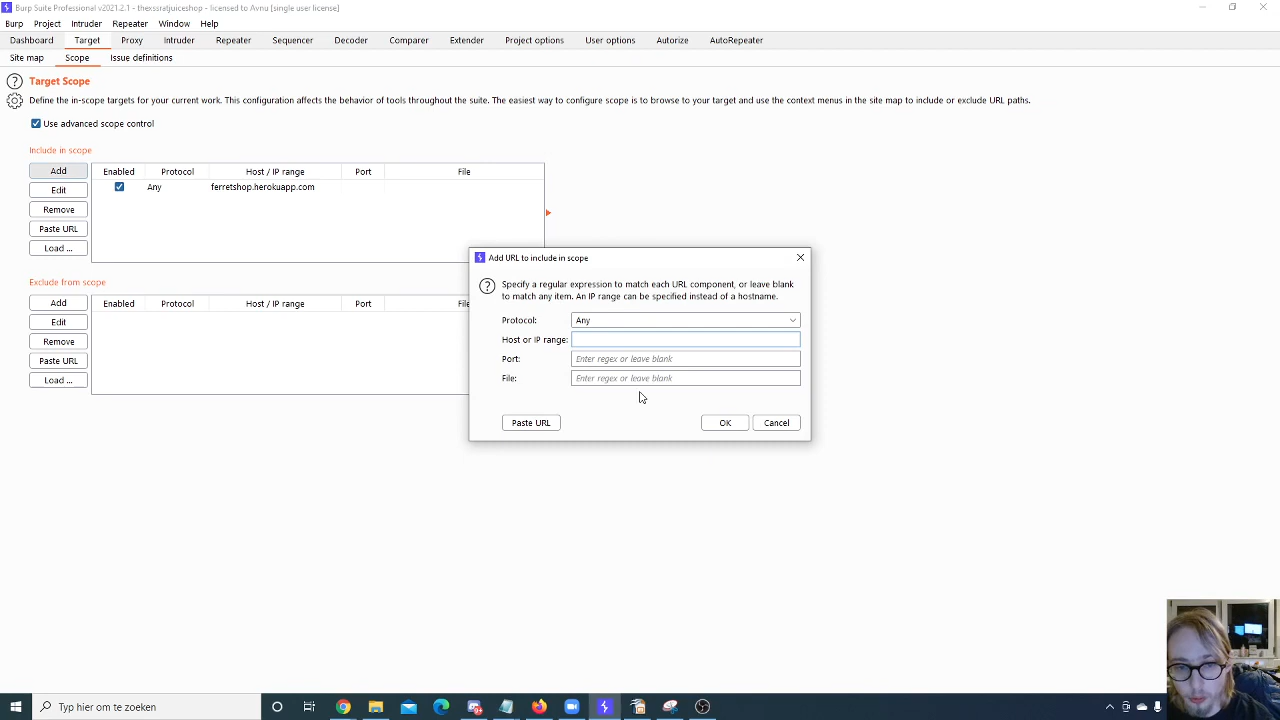 Burp Suite Professional v2021.2.1 - thexssratjuiceshop - licensed to Avnu [single user license]
Burp Project Intruder Repeater Window Help
Dashboard Target Proxy Intruder Repeater Sequencer Decoder Comparer Extender Project options User options Autorize AutoRepeater
Site map Scope Issue definitions
? Target Scope
Define the in-scope targets for your current work. This configuration affects the behavior of tools throughout the suite. The easiest way to configure scope is to browse to your target and use the context menus in the site map to include or exclude URL paths.
Use advanced scope control
Include in scope
Add Enabled Protocol Host / IP range Port File
Edit Any ferretshop.herokuapp.com
Remove
Paste URL
Load ...
Exclude from scope
Add Enabled Protocol Host / IP range Port File
Edit
Remove
Paste URL
Load ...
Add URL to include in scope
? Specify a regular expression to match each URL component, or leave blank
to match any item. An IP range can be specified instead of a hostname.
Protocol: Any
Host or IP range:
Port: Enter regex or leave blank
File: Enter regex or leave blank
Paste URL OK Cancel
Typ hier om te zoeken